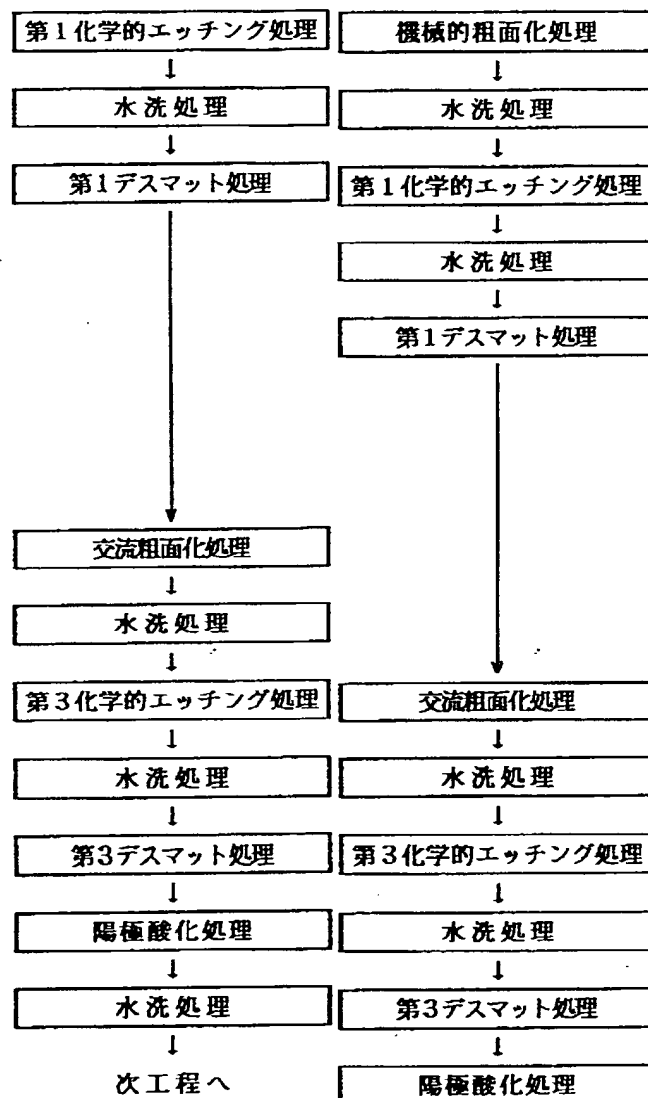 第1化学的エッチング処理
↓
水洗処理
↓
第1デスマット処理
↓
交流粗面化処理
↓
水洗処理
↓
第3化学的エッチング処理
↓
水洗処理
↓
第3デスマット処理
↓
陽極酸化処理
↓
水洗処理
↓
次工程へ
機械的粗面化処理
↓
水洗処理
↓
第1化学的エッチング処理
↓
水洗処理
↓
第1デスマット処理
↓
交流粗面化処理
↓
水洗処理
↓
第3化学的エッチング処理
↓
水洗処理
↓
第3デスマット処理
↓
陽極酸化処理